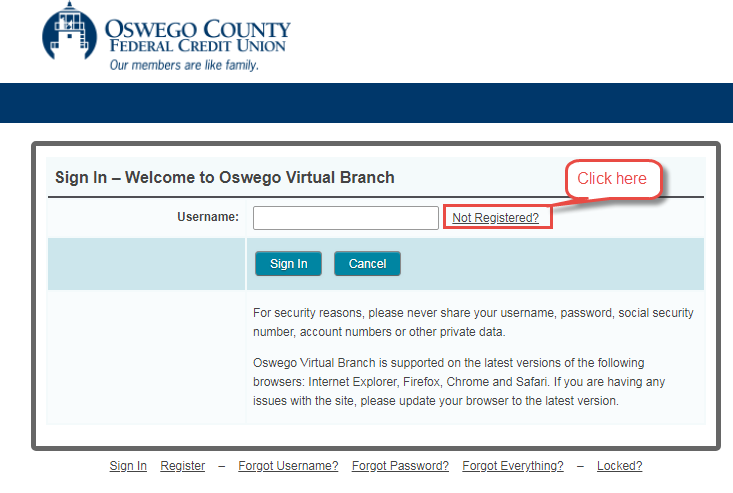 OSWEGO COUNTY
FEDERAL CREDIT UNION
Our members are like family.
Sign In – Welcome to Oswego Virtual Branch
Click here
Username:
Not Registered?
Sign In
Cancel
For security reasons, please never share your username, password, social security
number, account numbers or other private data.
Oswego Virtual Branch is supported on the latest versions of the following
browsers: Internet Explorer, Firefox, Chrome and Safari. If you are having any
issues with the site, please update your browser to the latest version.
Sign In Register – Forgot Username? Forgot Password? Forgot Everything? – Locked?